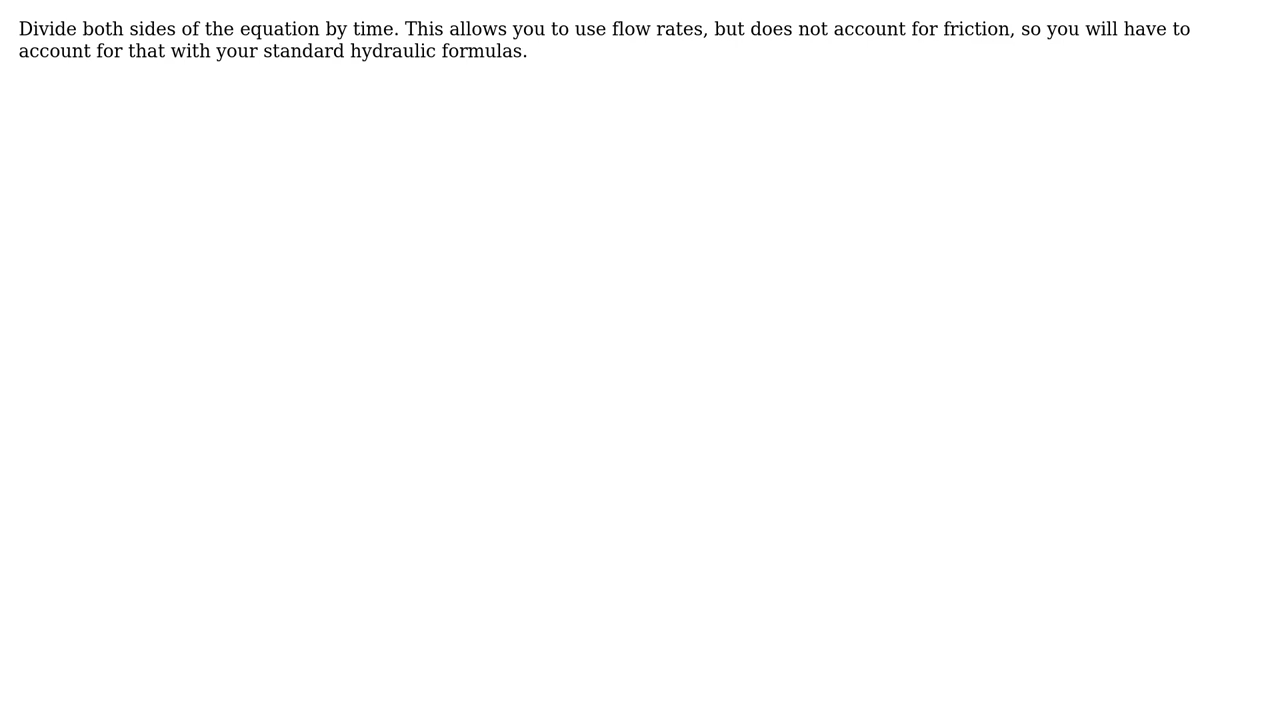 Divide both sides of the equation by time. This allows you to use flow rates, but does not account for friction, so you will have to
account for that with your standard hydraulic formulas.